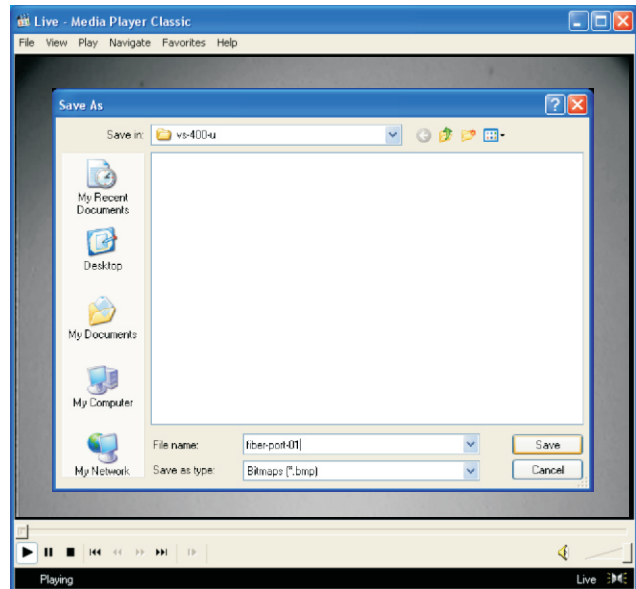 Live - Media Player Classic
File View Play Navigate Favorites Help
Save As
Save in: vs-400-u
My Recent
Documents
Desktop
My Documents
My Computer
My Network
File name: fiber-port-01
Save as type: Bitmaps (*.bmp)
Save
Cancel
Playing
Live